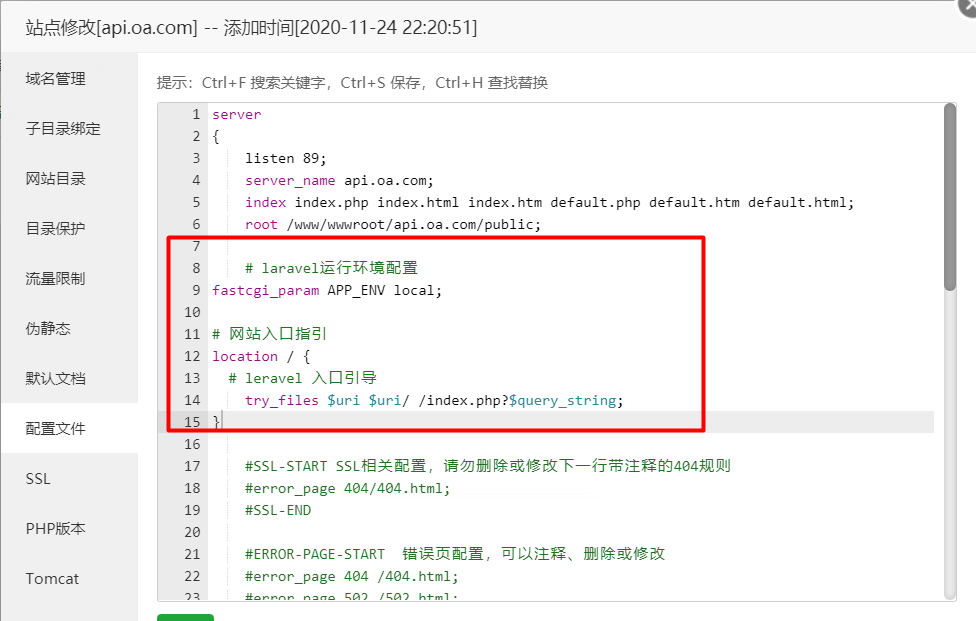 站点修改[api.oa.com] -- 添加时间[2020-11-24 22:20:51]
域名管理
子目录绑定
网站目录
目录保护
流量限制
伪静态
默认文档
配置文件
SSL
PHP版本
Tomcat
提示：Ctrl+F 搜索关键字，Ctrl+S 保存，Ctrl+H 查找替换
1 server
2 {
3 listen 89;
4 server_name api.oa.com;
5 index index.php index.html index.htm default.php default.htm default.html;
6 root /www/wwwroot/api.oa.com/public;
7
8 # laravel运行环境配置
9 fastcgi_param APP_ENV local;
10
11 # 网站入口指引
12 location / {
13 # leravel 入口引导
14 try_files $uri $uri/ /index.php?$query_string;
15 }
16
17 #SSL-START SSL相关配置，请勿删除或修改下一行带注释的404规则
18 #error_page 404/404.html;
19 #SSL-END
20
21 #ERROR-PAGE-START 错误页配置，可以注释、删除或修改
22 #error_page 404 /404.html;
23 #error_page 502 /502.html;